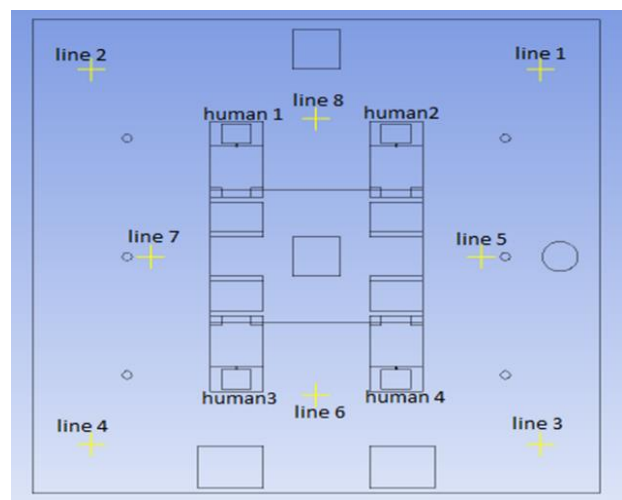 line 2
line 1
line 8
human 1
human2
line 7
line 5
human3
human 4
line 6
line 4
line 3